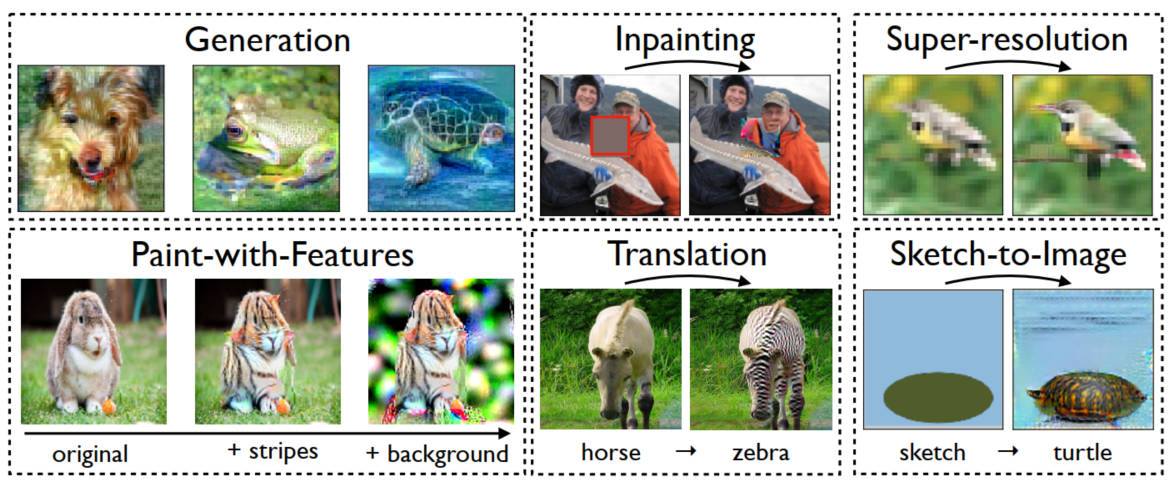 Generation
Inpainting
Super-resolution
Paint-with-Features
original
+ stripes
+ background
Translation
horse → zebra
Sketch-to-Image
sketch → turtle